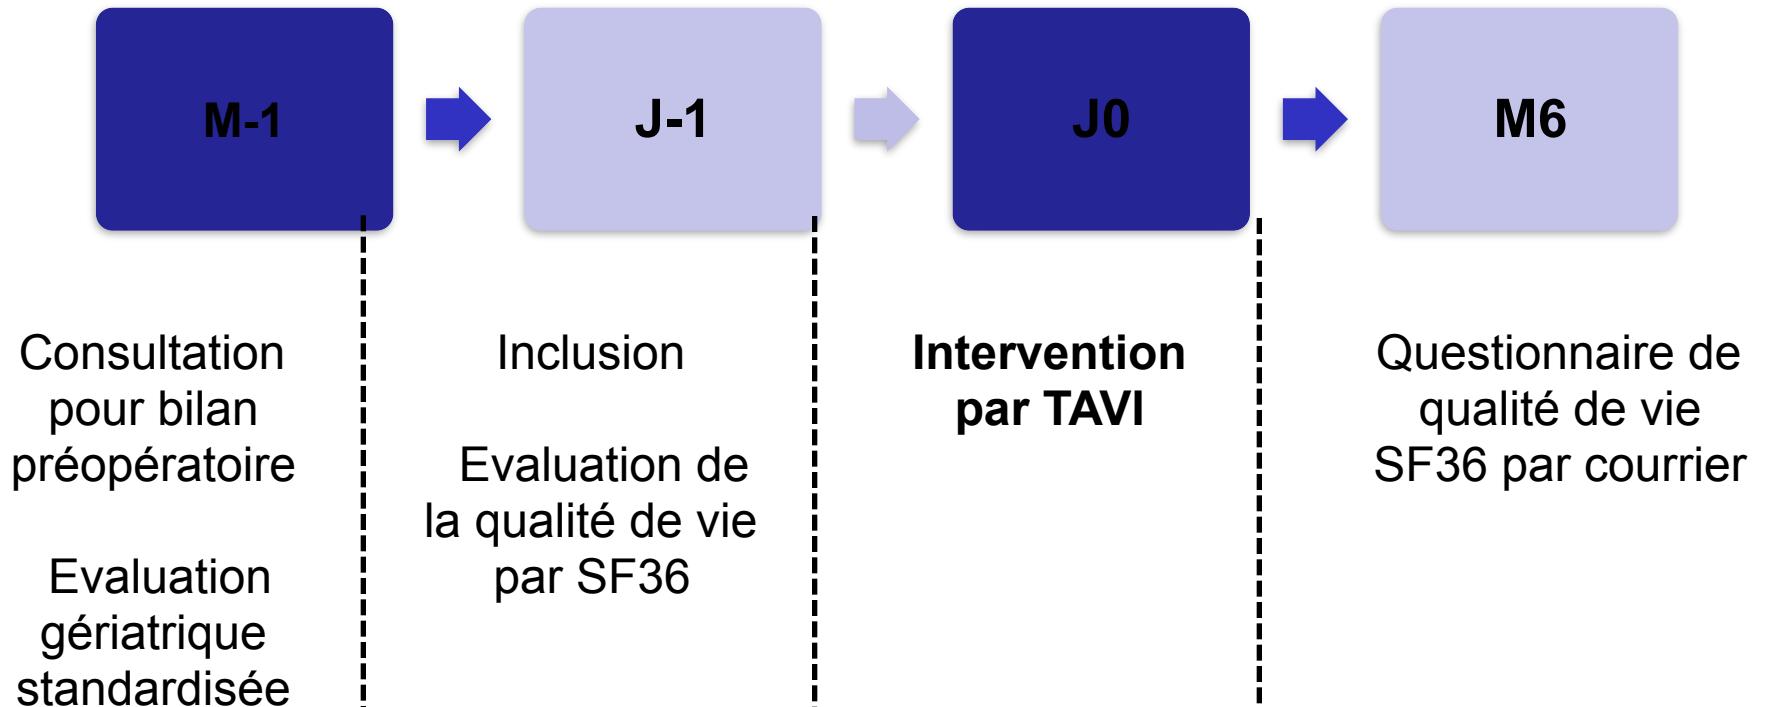 M-1
J-1
J0
M6
Consultation
pour bilan
préopératoire
Evaluation
gériatrique
standardisée
Inclusion
Evaluation de
la qualité de vie
par SF36
Intervention
par TAVI
Questionnaire de
qualité de vie
SF36 par courrier